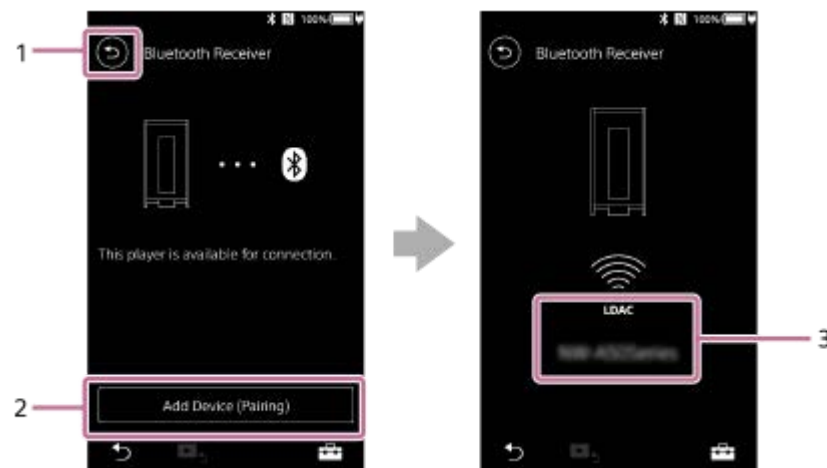 100%
1
Bluetooth Receiver
This player is available for connection.
2
Add Device (Pairing)
100%
Bluetooth Receiver
LDAC
3